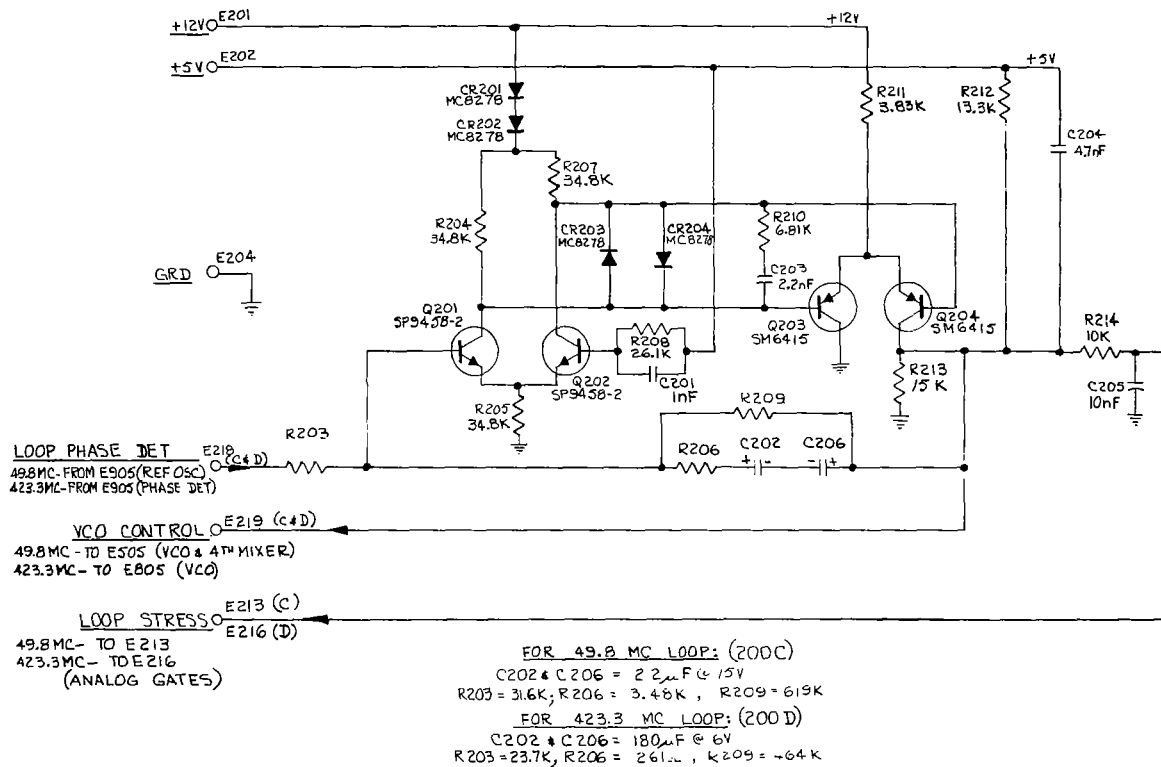 +12V E201
+12V
+5V E202
+5V
CR201
MC8278
CR202
MC8278
R211
3.83K
R212
13.3K
C204
4.7nF
R207
34.8K
R204
34.8K
CR203
MC8278
CR204
MC8278
R210
6.81K
C203
2.2nF
GRD E204
Q201
SP9458-2
Q202
SP9458-2
R208
26.1K
C201
1nF
Q203
SM6415
Q204
SM6415
R214
10K
R213
15K
C205
10nF
R205
34.8K
R203
R209
R206 C202 C206
+ - - +
LOOP PHASE DET E218 (C&D)
49.8MC-FROM E905 (REF OSC)
423.3MC-FROM E905 (PHASE DET)
VCO CONTROL E219 (C&D)
49.8MC - TO E505 (VCO & 4TH MIXER)
423.3MC - TO E805 (VCO)
LOOP STRESS E213 (C)
E216 (D)
49.8MC- TO E213
423.3MC- TO E216
(ANALOG GATES)
FOR 49.8 MC LOOP: (200C)
C202 & C206 = 22µF @ 15V
R203 = 31.6K; R206 = 3.48K, R209 = 619K
FOR 423.3 MC LOOP: (200D)
C202 & C206 = 180µF @ 6V
R203 = 23.7K, R206 = R209 =